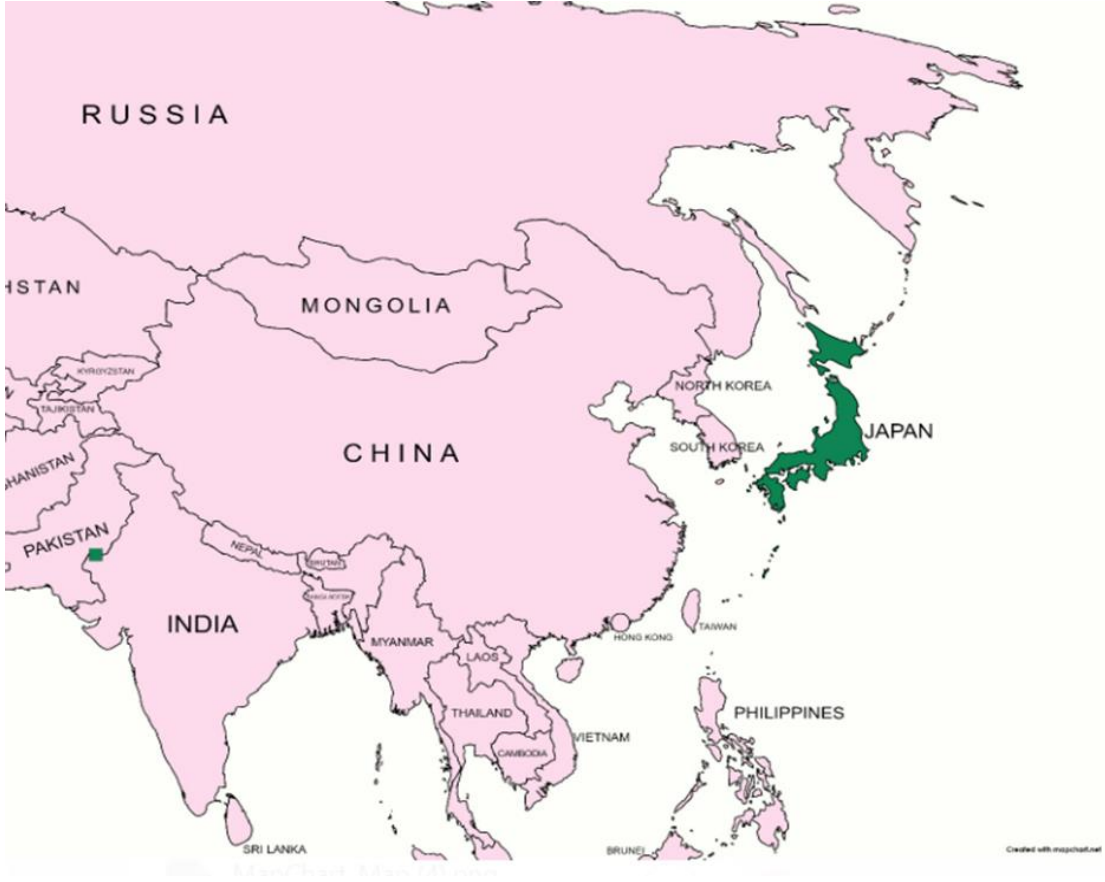 RUSSIA
HSTAN
MONGOLIA
KYRGYZSTAN
TAJIKISTAN
NORTH KOREA
JAPAN
SOUTH KOREA
CHINA
HANISTAN
PAKISTAN
NEPAL
BHUTAN
INDIA
MYANMAR
HONG KONG
TAIWAN
LAOS
THAILAND
PHILIPPINES
VIETNAM
CAMBODIA
SRI LANKA
BRUNEI
Created with mapchart.net